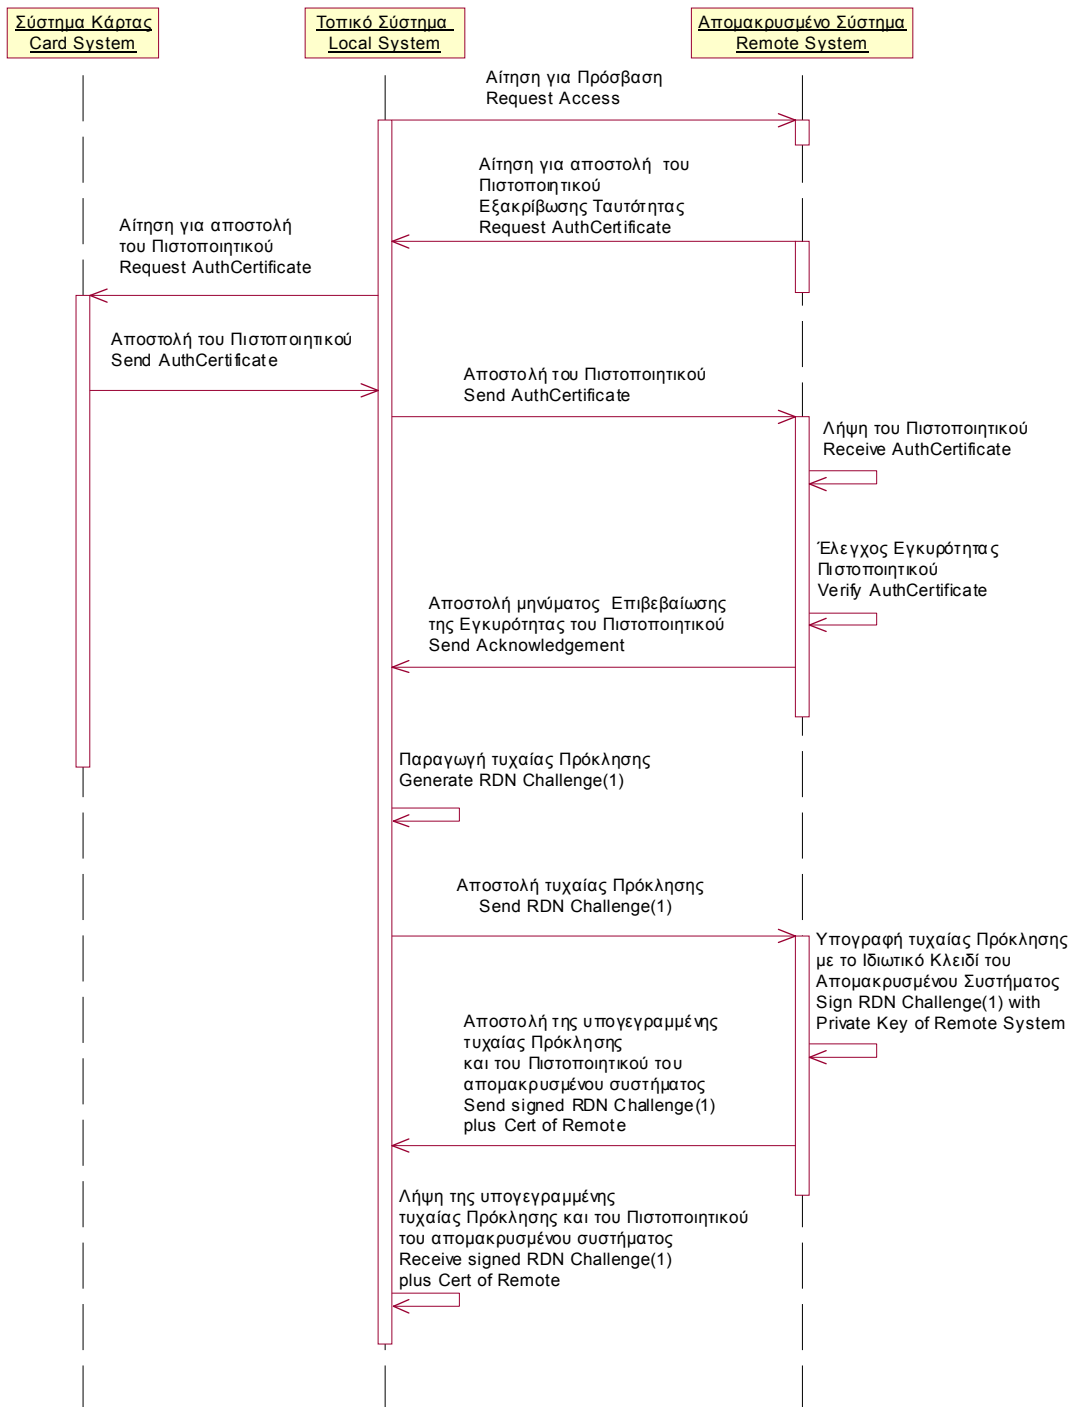 Σύστημα Κάρτας
Card System
Τοπικό Σύστημα
Local System
Απομακρυσμένο Σύστημα
Remote System
Αίτηση για Πρόσβαση
Request Access
Αίτηση για αποστολή του
Πιστοποιητικού
Εξακρίβωσης Ταυτότητας
Request AuthCertificate
Αίτηση για αποστολή
του Πιστοποιητικού
Request AuthCertificate
Αποστολή του Πιστοποιητικού
Send AuthCertificate
Αποστολή του Πιστοποιητικού
Send AuthCertificate
Λήψη του Πιστοποιητικού
Receive AuthCertificate
Έλεγχος Εγκυρότητας
Πιστοποιητικού
Verify AuthCertificate
Αποστολή μηνύματος Επιβεβαίωσης
της Εγκυρότητας του Πιστοποιητικού
Send Acknowledgement
Παραγωγή τυχαίας Πρόκλησης
Generate RDN Challenge(1)
Αποστολή τυχαίας Πρόκλησης
Send RDN Challenge(1)
Υπογραφή τυχαίας Πρόκλησης
με το Ιδιωτικό Κλειδί του
Απομακρυσμένου Συστήματος
Sign RDN Challenge(1) with
Private Key of Remote System
Αποστολή της υπογεγραμμένης
τυχαίας Πρόκλησης
και του Πιστοποιητικού του
απομακρυσμένου συστήματος
Send signed RDN Challenge(1)
plus Cert of Remote
Λήψη της υπογεγραμμένης
τυχαίας Πρόκλησης και του Πιστοποιητικού
του απομακρυσμένου συστήματος
Receive signed RDN Challenge(1)
plus Cert of Remote